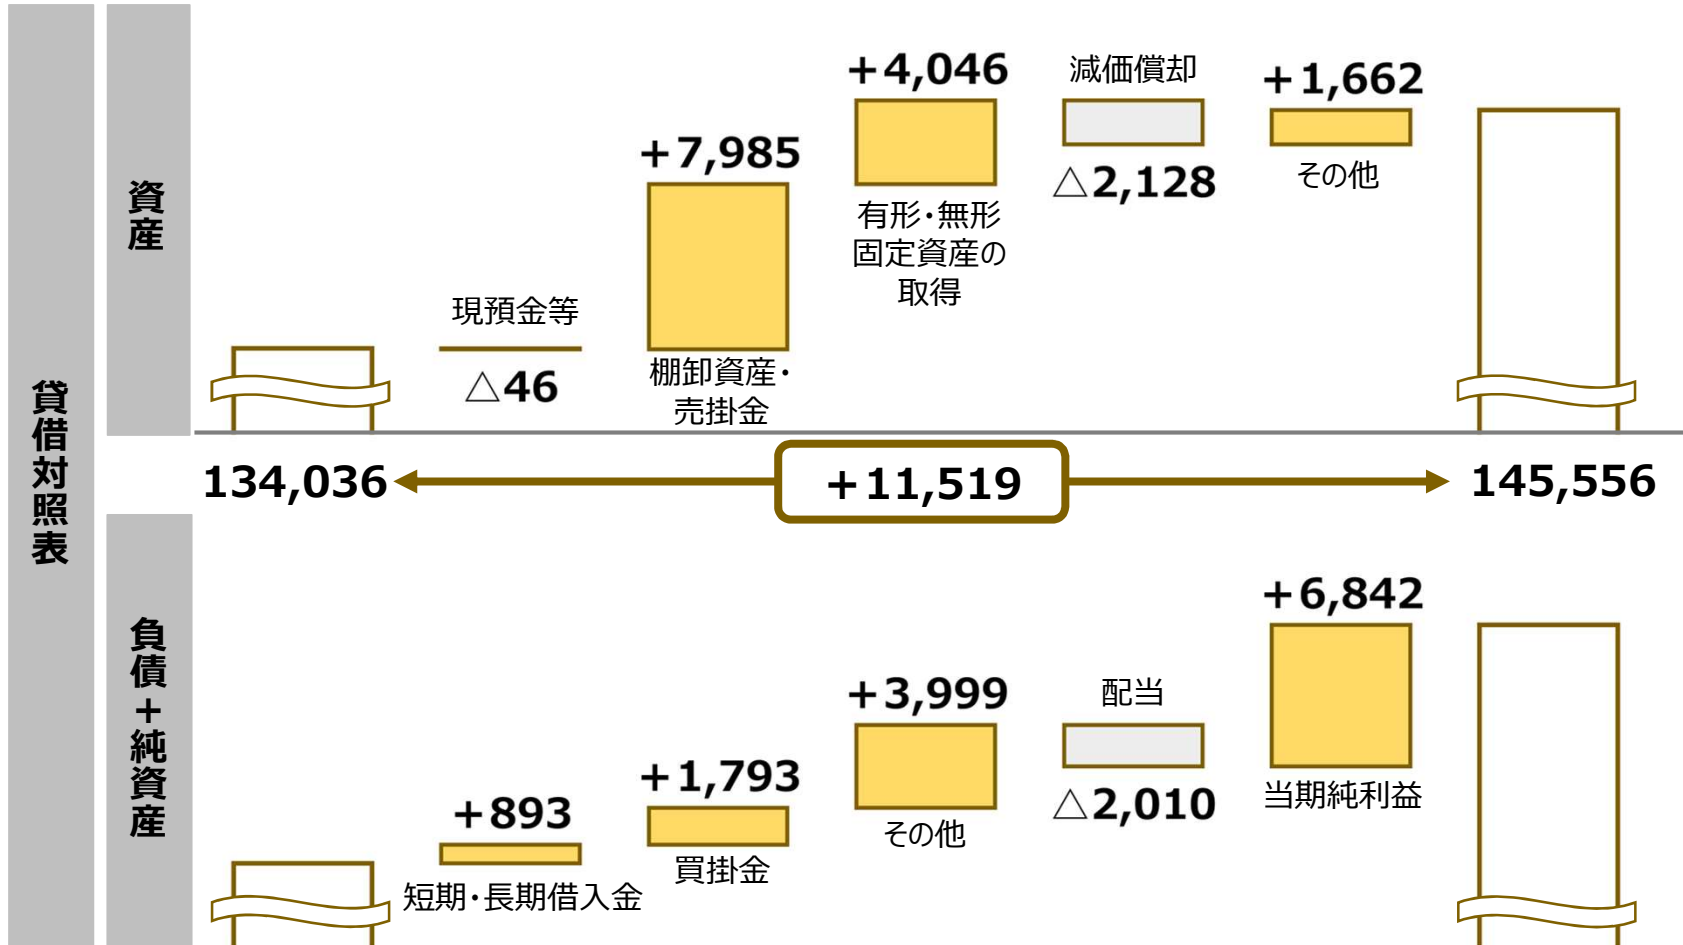 貸借対照表
資産
現預金等
△46
+7,985
棚卸資産・
売掛金
+4,046
有形・無形
固定資産の
取得
減価償却
△2,128
+1,662
その他
134,036
+11,519
145,556
負債+純資産
+893
短期・長期借入金
+1,793
買掛金
+3,999
その他
配当
△2,010
+6,842
当期純利益